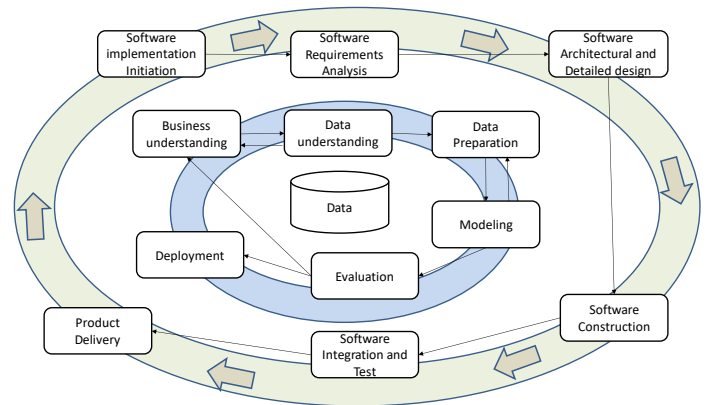 Software
implementation
Initiation
Software
Requirements
Analysis
Software
Architectural and
Detailed design
Business
understanding
Data
understanding
Data
Preparation
Data
Modeling
Deployment
Evaluation
Product
Delivery
Software
Integration and
Test
Software
Construction